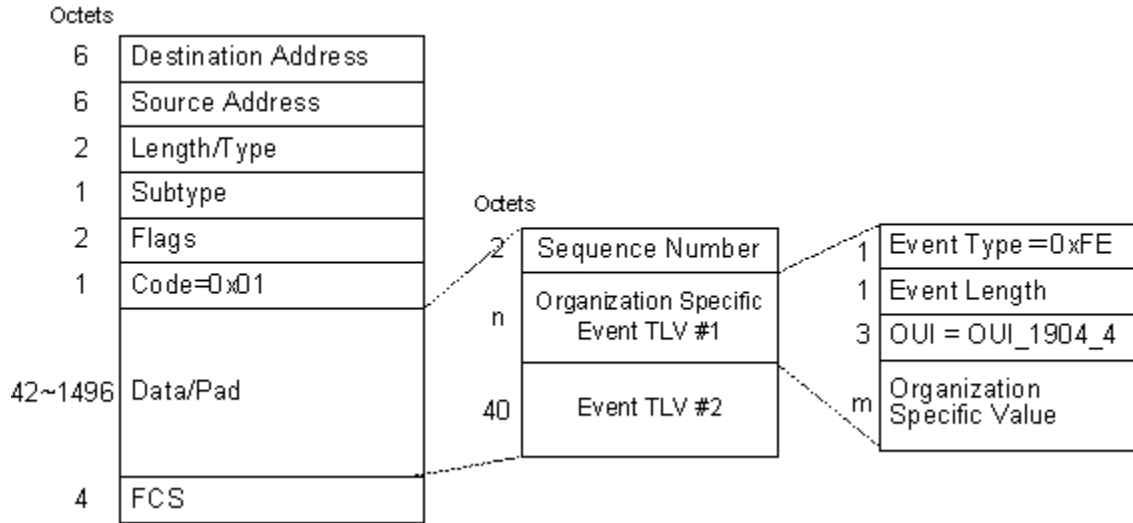 Octets
6 Destination Address
6 Source Address
2 Length/Type
1 Subtype
2 Flags
1 Code=0x01
42~1496 Data/Pad
4 FCS
Octets
2 Sequence Number
n Organization Specific
Event TLV #1
40 Event TLV #2
1 Event Type=0xFE
1 Event Length
3 OUI = OUI_1904_4
m Organization
Specific Value